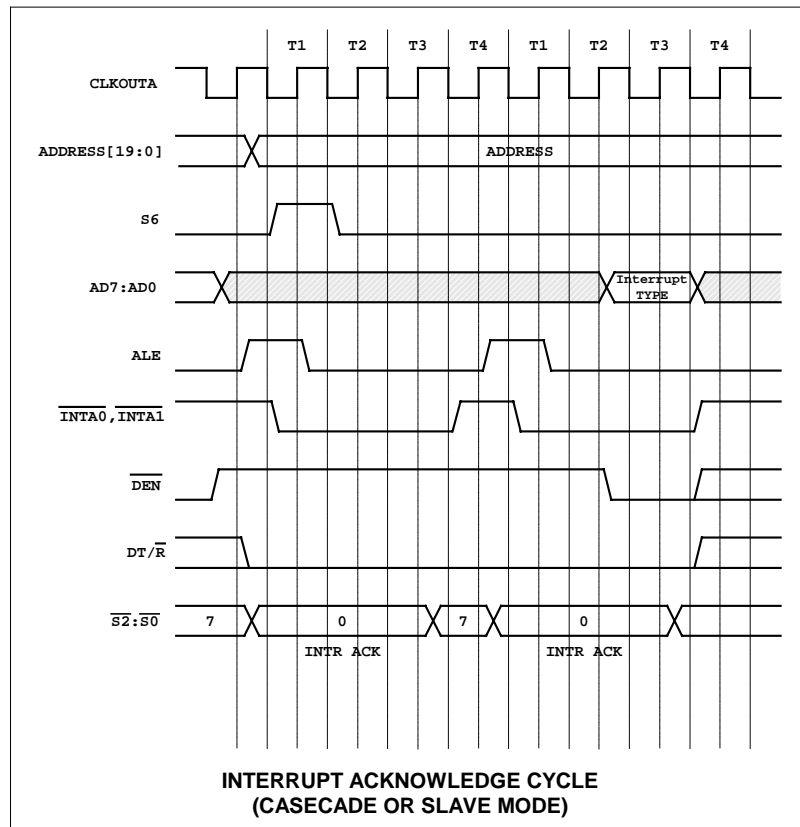 T1 T2 T3 T4 T1 T2 T3 T4
CLKOUTA
ADDRESS[19:0]
ADDRESS
S6
AD7:AD0
Interrupt
TYPE
ALE
INTA0,INTA1
DEN
DT/R
S2:S0
7 0 7 0
INTR ACK INTR ACK
INTERRUPT ACKNOWLEDGE CYCLE
(CASECADE OR SLAVE MODE)